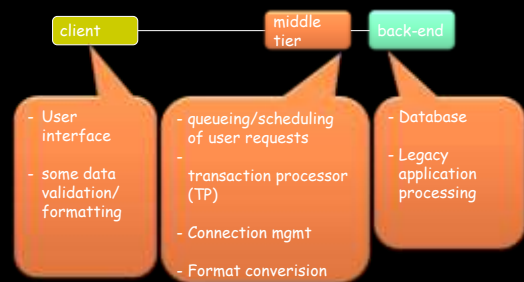 client
middle
tier
back-end
- User
interface
- some data
validation/
formatting
- queueing/scheduling
of user requests
-
transaction processor
(TP)
- Connection mgmt
- Format converision
- Database
- Legacy
application
processing